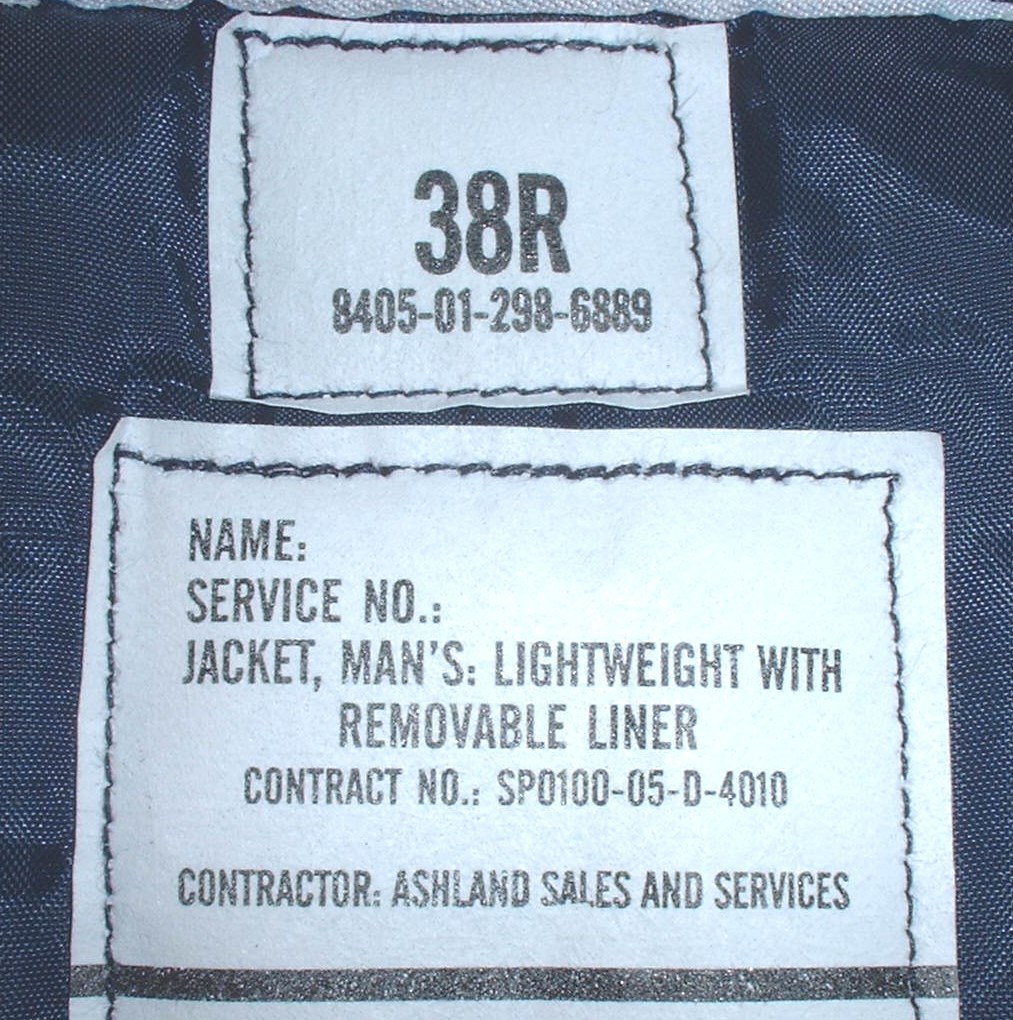 38R
8405-01-298-6889
NAME:
SERVICE NO.:
JACKET, MAN'S: LIGHTWEIGHT WITH
REMOVABLE LINER
CONTRACT NO.: SP0100-05-D-4010
CONTRACTOR: ASHLAND SALES AND SERVICES